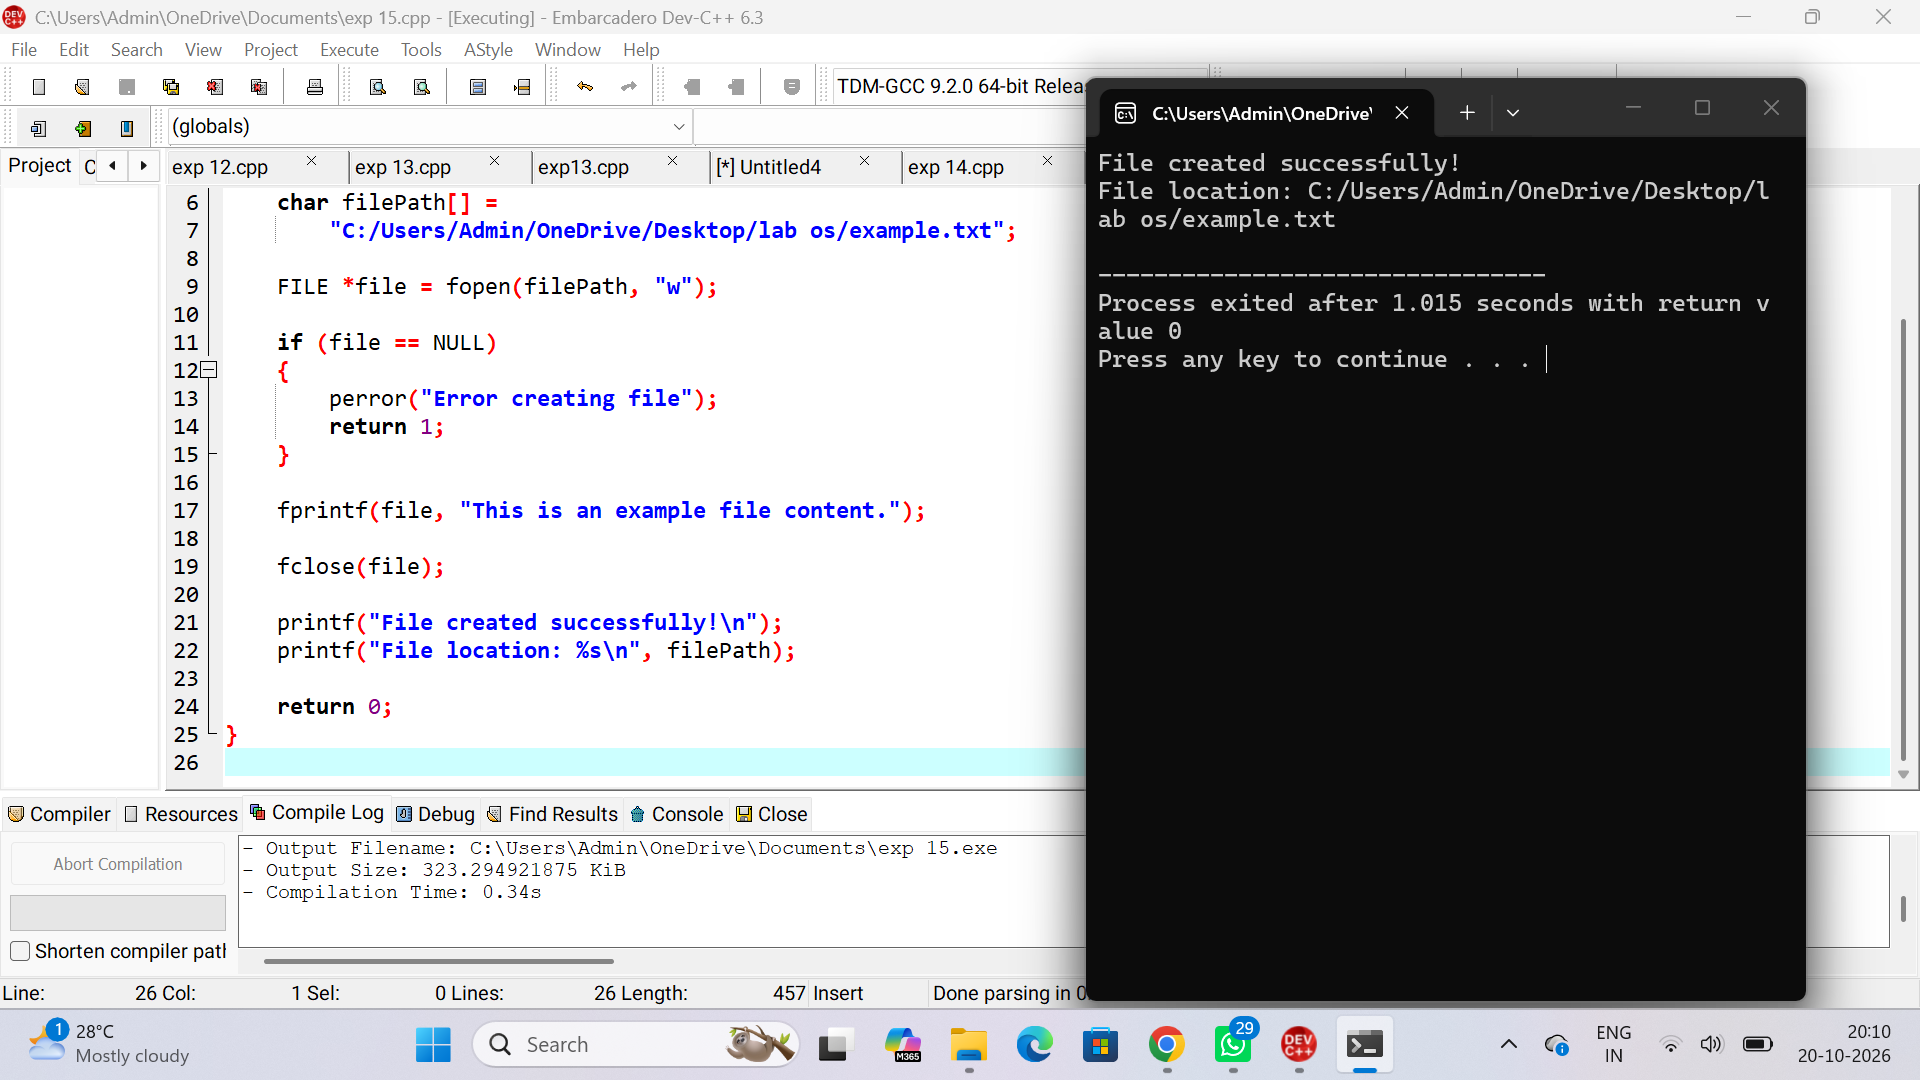 C:\Users\Admin\OneDrive\Documents\exp 15.cpp - [Executing] - Embarcadero Dev-C++ 6.3
File Edit Search View Project Execute Tools AStyle Window Help
TDM-GCC 9.2.0 64-bit Relea
(globals)
Project
exp 12.cpp exp 13.cpp exp13.cpp [*] Untitled4 exp 14.cpp
6 char filePath[] =
7 "C:/Users/Admin/OneDrive/Desktop/lab os/example.txt";
8
9 FILE *file = fopen(filePath, "w");
10
11 if (file == NULL)
12 {
13 perror("Error creating file");
14 return 1;
15 }
16
17 fprintf(file, "This is an example file content.");
18
19 fclose(file);
20
21 printf("File created successfully!\n");
22 printf("File location: %s\n", filePath);
23
24 return 0;
25 }
26
C:\Users\Admin\OneDrive\
File created successfully!
File location: C:/Users/Admin/OneDrive/Desktop/l
ab os/example.txt
--------------------------------
Process exited after 1.015 seconds with return v
alue 0
Press any key to continue . . .
Compiler Resources Compile Log Debug Find Results Console Close
Abort Compilation
Shorten compiler path
- Output Filename: C:\Users\Admin\OneDrive\Documents\exp 15.exe
- Output Size: 323.294921875 KiB
- Compilation Time: 0.34s
Line: 26 Col: 1 Sel: 0 Lines: 26 Length: 457 Insert Done parsing in 0
1
28°C
Mostly cloudy
Search
M365
29
DEV C++
ENG
IN
20:10
20-10-2026